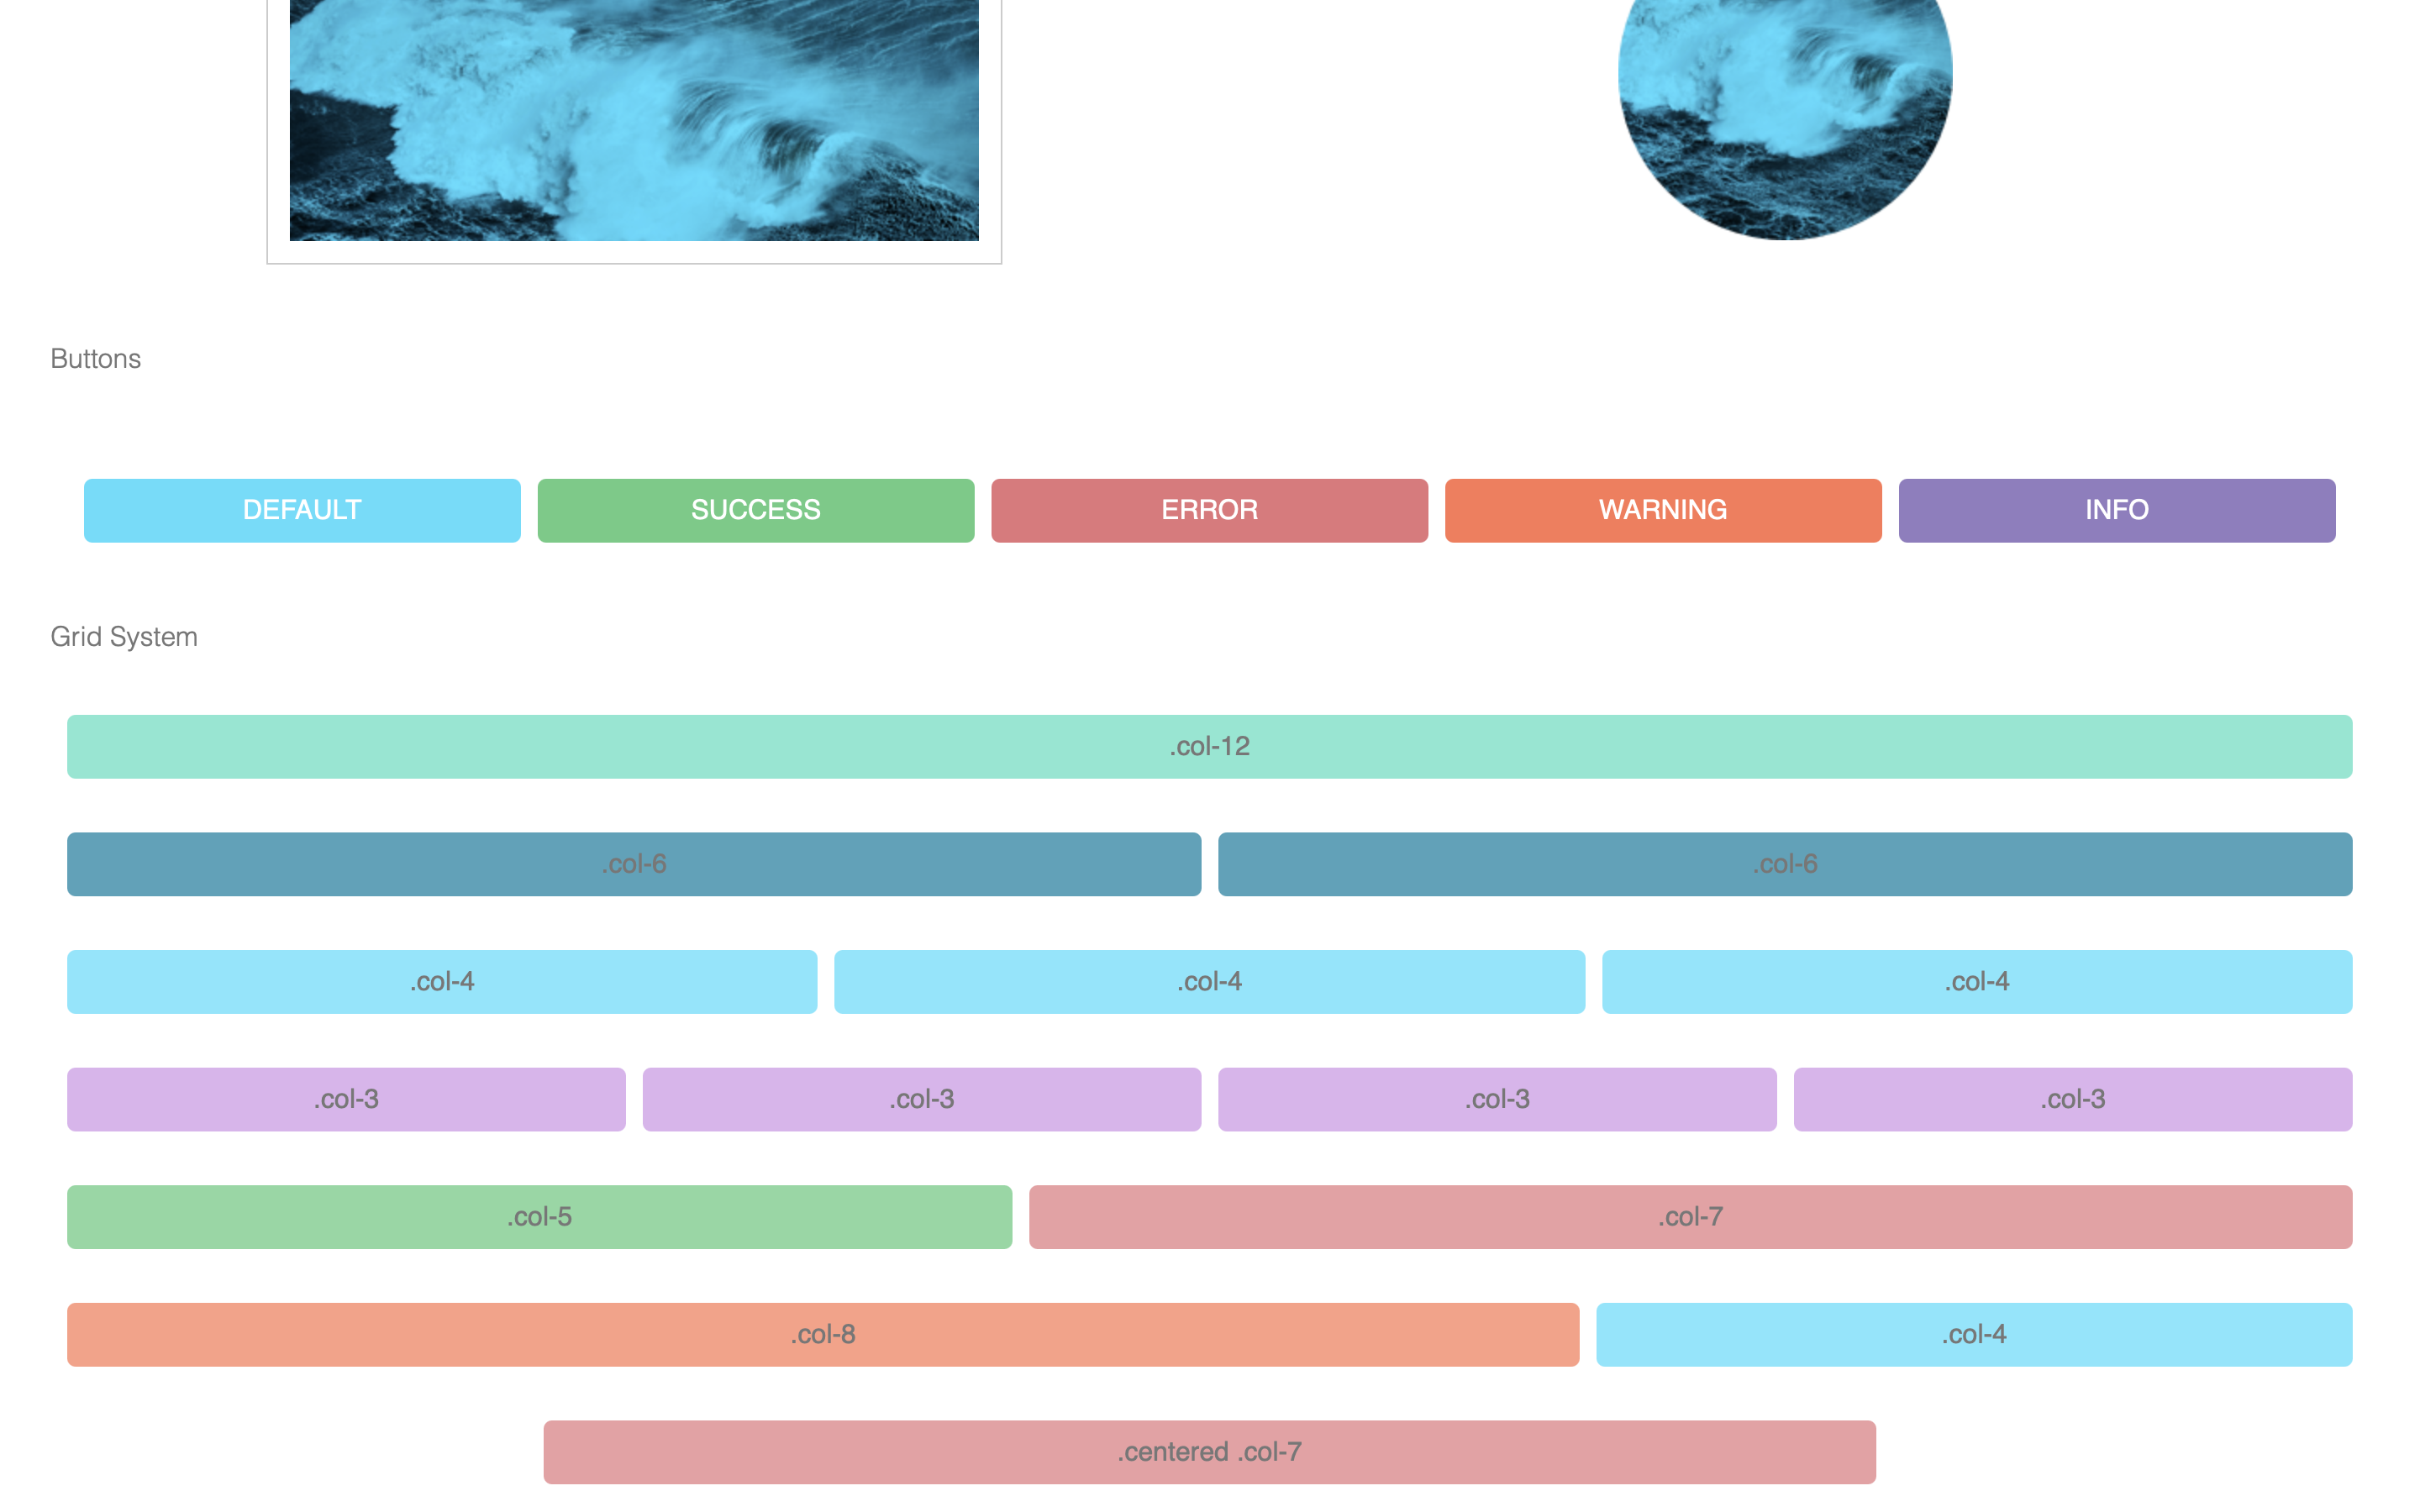 Buttons
DEFAULT SUCCESS ERROR WARNING INFO
Grid System
.col-12
.col-6 .col-6
.col-4 .col-4 .col-4
.col-3 .col-3 .col-3 .col-3
.col-5 .col-7
.col-8 .col-4
.centered .col-7